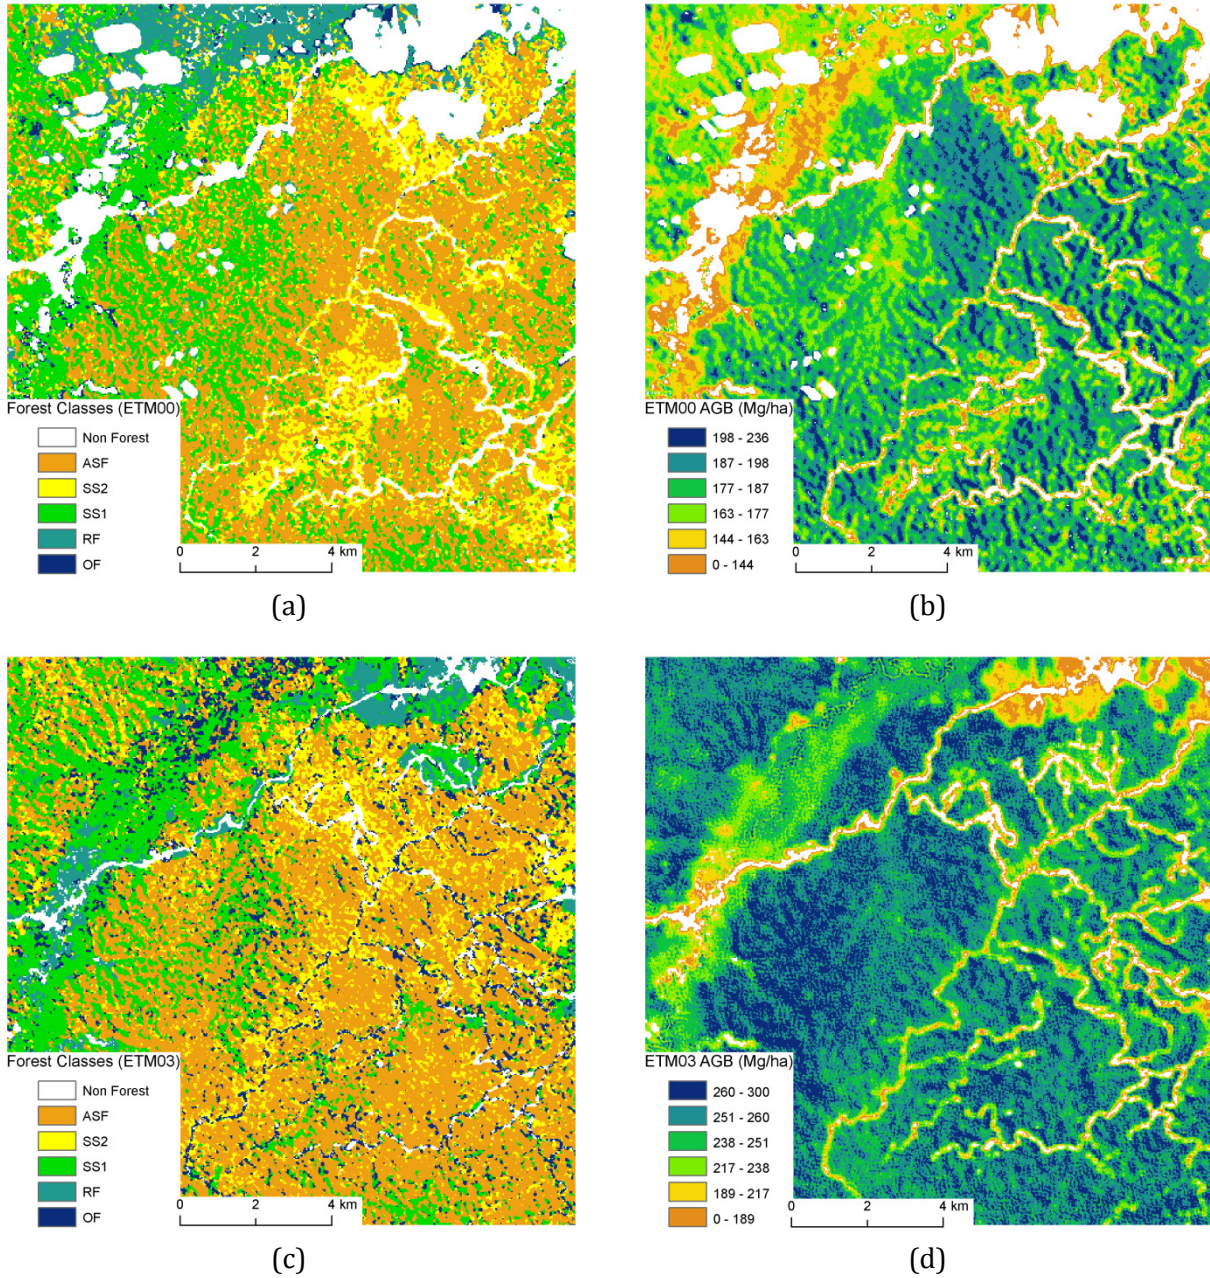 Forest Classes (ETM00)
Non Forest
ASF
SS2
SS1
RF
OF
0 2 4 km
(a)
ETM00 AGB (Mg/ha)
198 - 236
187 - 198
177 - 187
163 - 177
144 - 163
0 - 144
0 2 4 km
(b)
Forest Classes (ETM03)
Non Forest
ASF
SS2
SS1
RF
OF
0 2 4 km
(c)
ETM03 AGB (Mg/ha)
260 - 300
251 - 260
238 - 251
217 - 238
189 - 217
0 - 189
0 2 4 km
(d)